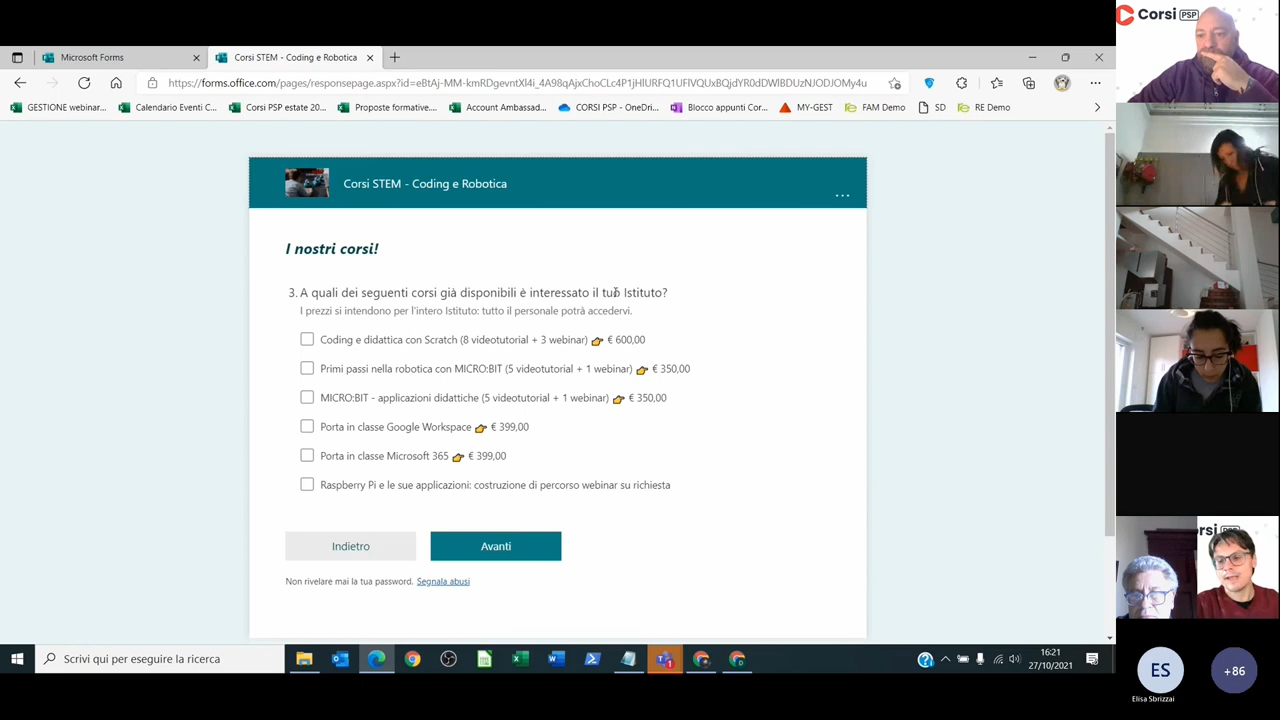 Corsi PSP
Microsoft Forms
Corsi STEM - Coding e Robotica
https://forms.office.com/pages/responsepage.aspx?id=
GESTIONE webinar...
Calendario Eventi C...
Corsi PSP estate 20...
Proposte formative...
Account Ambassad...
CORSI PSP - OneDri...
Blocco appunti Cor...
MY-GEST
FAM Demo
SD
RE Demo
Corsi STEM - Coding e Robotica
...
I nostri corsi!
3. A quali dei seguenti corsi già disponibili è interessato il tuo Istituto?
I prezzi si intendono per l'intero Istituto: tutto il personale potrà accedervi.
Coding e didattica con Scratch (8 videotutorial + 3 webinar) 👉 € 600,00
Primi passi nella robotica con MICRO:BIT (5 videotutorial + 1 webinar) 👉 € 350,00
MICRO:BIT - applicazioni didattiche (5 videotutorial + 1 webinar) 👉 € 350,00
Porta in classe Google Workspace 👉 € 399,00
Porta in classe Microsoft 365 👉 € 399,00
Raspberry Pi e le sue applicazioni: costruzione di percorso webinar su richiesta
Indietro
Avanti
Non rivelare mai la tua password. Segnala abusi
Scrivi qui per eseguire la ricerca
16:21
27/10/2021
ES
+86
Elisa Sbrizzai